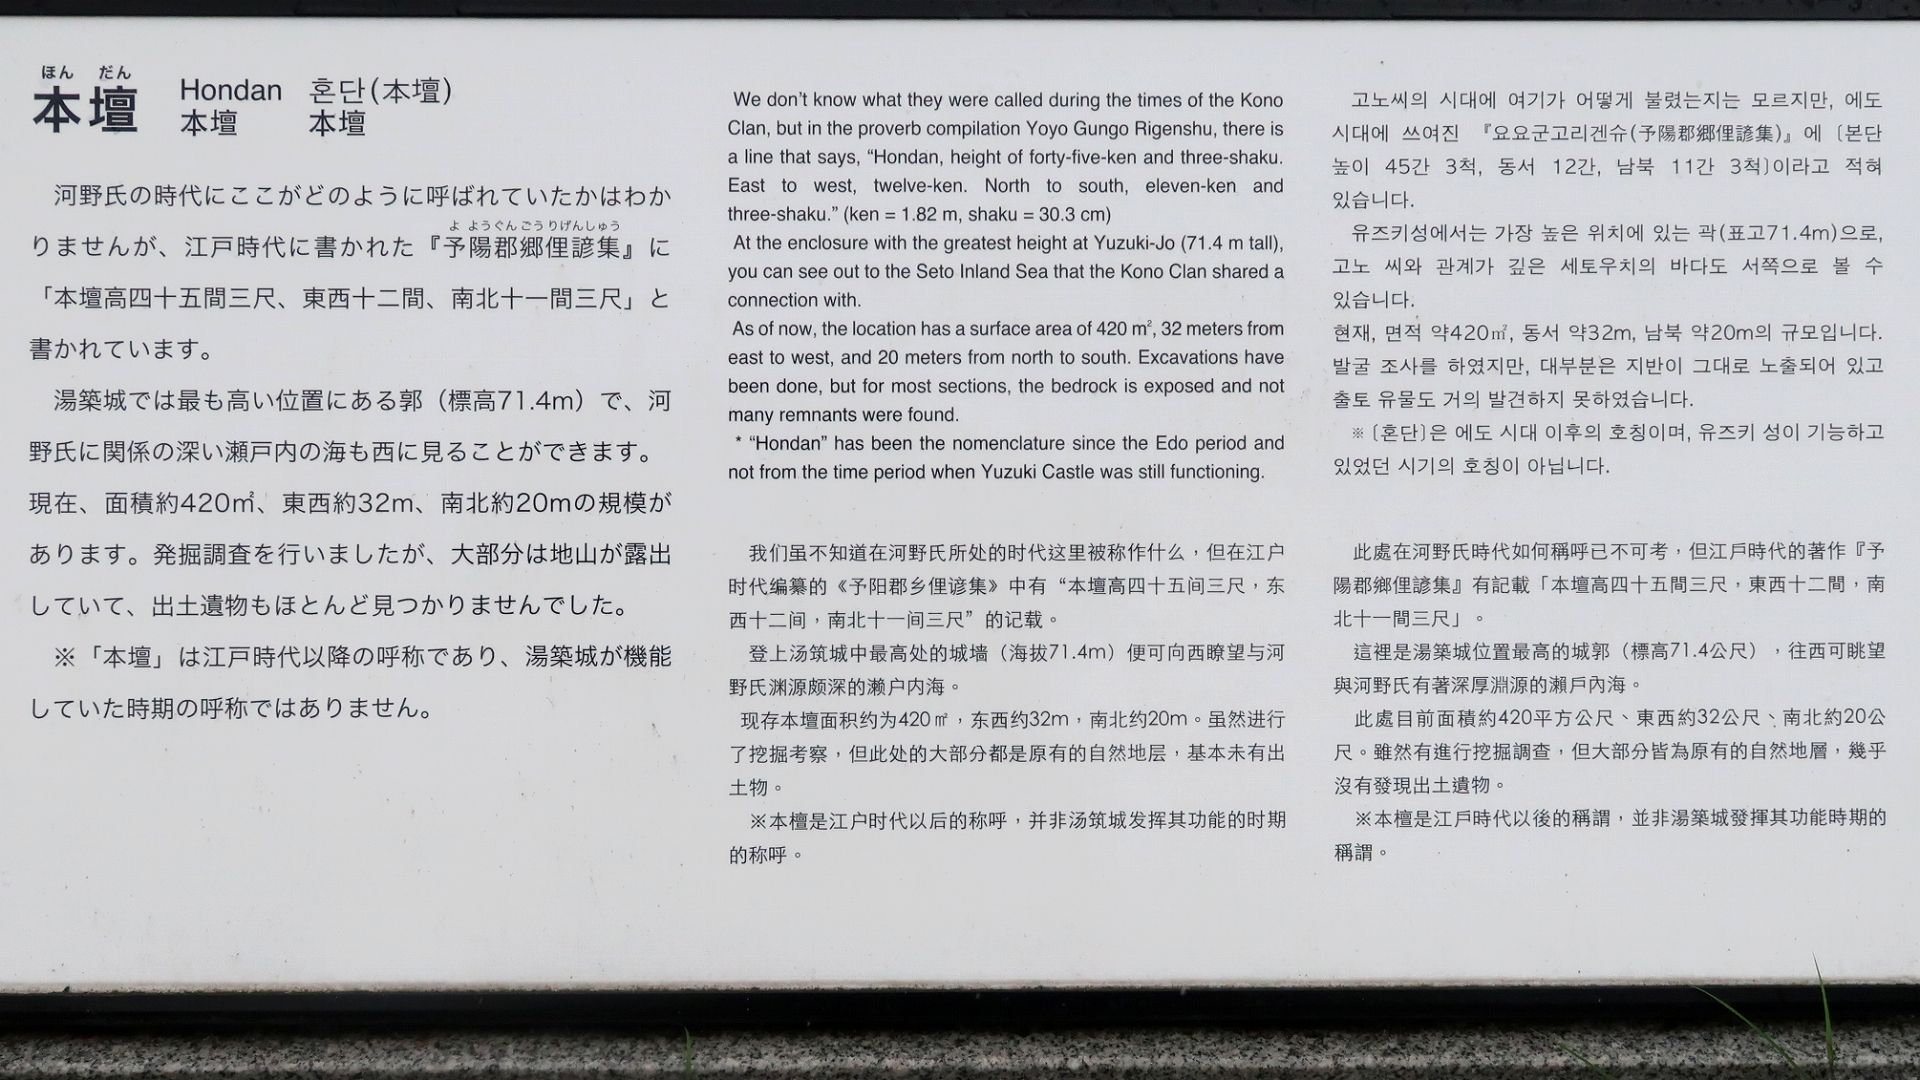 ほん だん
本壇
Hondan 혼단(本壇)
本壇 本壇
河野氏の時代にここがどのように呼ばれていたかはわか
よ ようぐんごうりげんしゅう
りませんが、江戸時代に書かれた『予陽郡郷俚諺集』に
「本壇高四十五間三尺、東西十二間、南北十一間三尺」と
書かれています。
湯築城では最も高い位置にある郭（標高71.4m）で、河
野氏に関係の深い瀬戸内の海も西に見ることができます。
現在、面積約420㎡、東西約32m、南北約20mの規模が
あります。発掘調査を行いましたが、大部分は地山が露出
していて、出土遺物もほとんど見つかりませんでした。
※「本壇」は江戸時代以降の呼称であり、湯築城が機能
していた時期の呼称ではありません。
We don’t know what they were called during the times of the Kono
Clan, but in the proverb compilation Yoyo Gungo Rigenshu, there is
a line that says, “Hondan, height of forty-five-ken and three-shaku.
East to west, twelve-ken. North to south, eleven-ken and
three-shaku.” (ken = 1.82 m, shaku = 30.3 cm)
At the enclosure with the greatest height at Yuzuki-Jo (71.4 m tall),
you can see out to the Seto Inland Sea that the Kono Clan shared a
connection with.
As of now, the location has a surface area of 420 ㎡, 32 meters from
east to west, and 20 meters from north to south. Excavations have
been done, but for most sections, the bedrock is exposed and not
many remnants were found.
* “Hondan” has been the nomenclature since the Edo period and
not from the time period when Yuzuki Castle was still functioning.
고노씨의 시대에 여기가 어떻게 불렸는지는 모르지만, 에도
시대에 쓰여진 『요요군고리겐슈(予陽郡郷俚諺集)』에 〔본단
높이 45간 3척, 동서 12간, 남북 11간 3척〕이라고 적혀
있습니다.
유즈키성에서는 가장 높은 위치에 있는 곽(표고71.4m)으로,
고노 씨와 관계가 깊은 세토우치의 바다도 서쪽으로 볼 수
있습니다.
현재, 면적 약420㎡, 동서 약32m, 남북 약20m의 규모입니다.
발굴 조사를 하였지만, 대부분은 지반이 그대로 노출되어 있고
출토 유물도 거의 발견하지 못하였습니다.
※〔혼단〕은 에도 시대 이후의 호칭이며, 유즈키 성이 기능하고
있었던 시기의 호칭이 아닙니다.
我们虽不知道在河野氏所处的时代这里被称作什么，但在江户
时代编纂的《予阳郡乡俚谚集》中有“本壇高四十五间三尺，东
西十二间，南北十一间三尺”的记载。
登上汤筑城中最高处的城墙（海拔71.4m）便可向西瞭望与河
野氏渊源颇深的濑户内海。
现存本壇面积约为420㎡，东西约32m，南北约20m。虽然进行
了挖掘考察，但此处的大部分都是原有的自然地层，基本未有出
土物。
※本檀是江户时代以后的称呼，并非汤筑城发挥其功能的时期
的称呼。
此處在河野氏時代如何稱呼已不可考，但江戶時代的著作『予
陽郡鄉俚諺集』有記載「本壇高四十五間三尺，東西十二間，南
北十一間三尺」。
這裡是湯築城位置最高的城郭（標高71.4公尺），往西可眺望
與河野氏有著深厚淵源的瀨戶內海。
此處目前面積約420平方公尺、東西約32公尺、南北約20公
尺。雖然有進行挖掘調查，但大部分皆為原有的自然地層，幾乎
沒有發現出土遺物。
※本檀是江戶時代以後的稱謂，並非湯築城發揮其功能時期的
稱謂。